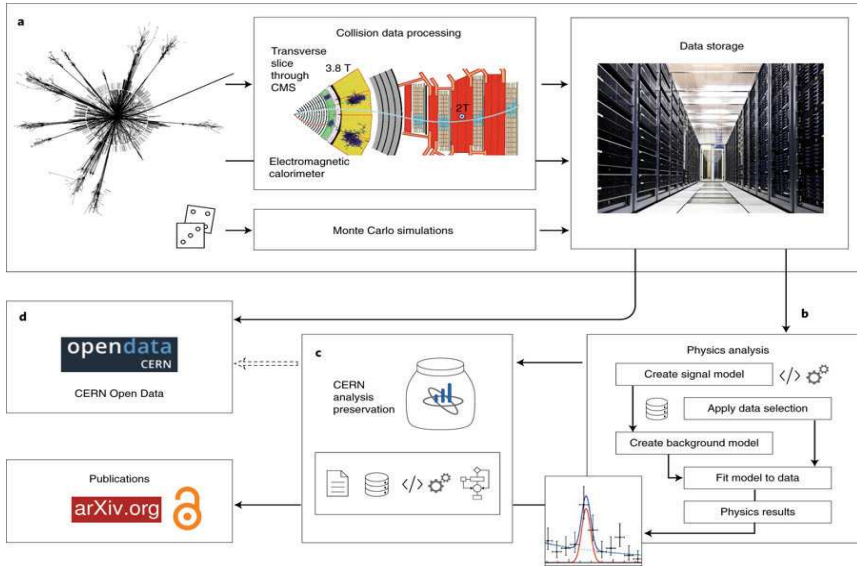 a
Collision data processing
Transverse
slice
through
CMS
3.8 T
2T
Electromagnetic
calorimeter
Data storage
Monte Carlo simulations
b
Physics analysis
Create signal model
</>
Apply data selection
Create background model
Fit model to data
Physics results
c
CERN
analysis
preservation
</>
d
opendata
CERN
CERN Open Data
Publications
arXiv.org